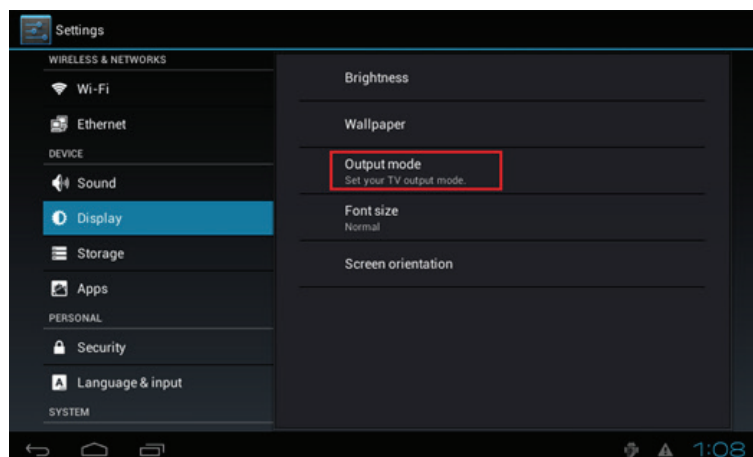 Settings
WIRELESS & NETWORKS
Wi-Fi
Ethernet
DEVICE
Sound
Display
Storage
Apps
PERSONAL
Security
Language & input
SYSTEM
Brightness
Wallpaper
Output mode
Set your TV output mode.
Font size
Normal
Screen orientation
1:08